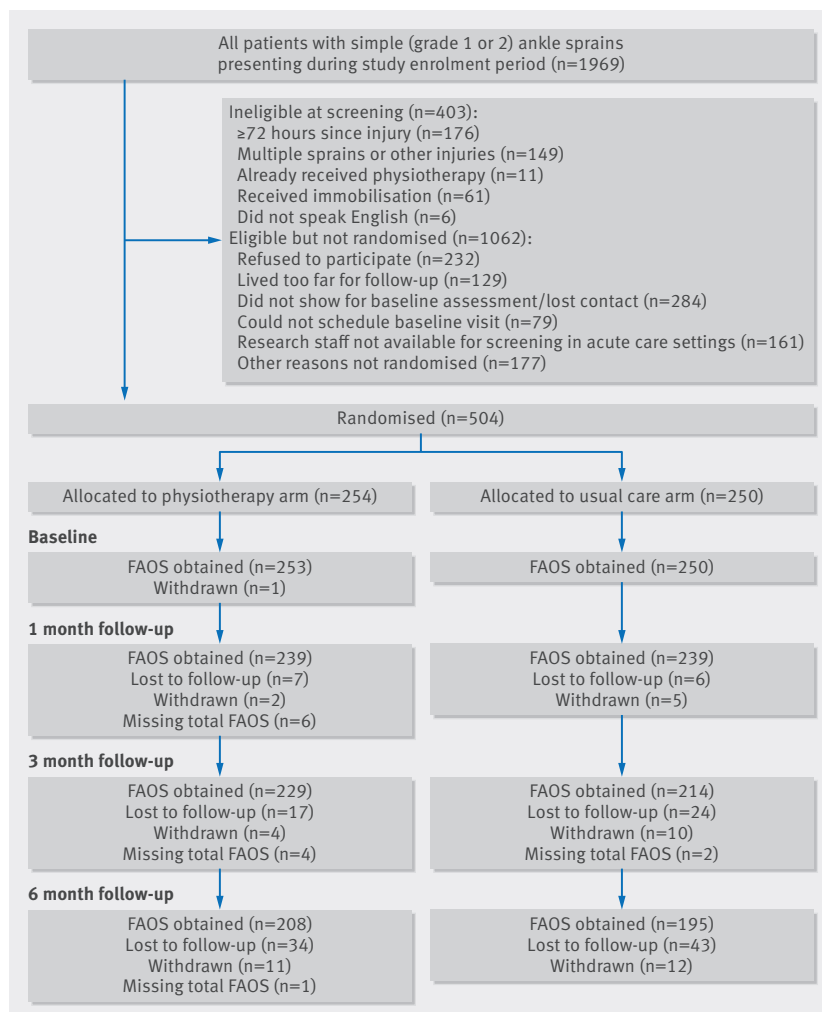 All patients with simple (grade 1 or 2) ankle sprains
presenting during study enrolment period (n=1969)
Ineligible at screening (n=403):
≥72 hours since injury (n=176)
Multiple sprains or other injuries (n=149)
Already received physiotherapy (n=11)
Received immobilisation (n=61)
Did not speak English (n=6)
Eligible but not randomised (n=1062):
Refused to participate (n=232)
Lived too far for follow-up (n=129)
Did not show for baseline assessment/lost contact (n=284)
Could not schedule baseline visit (n=79)
Research staff not available for screening in acute care settings (n=161)
Other reasons not randomised (n=177)
Randomised (n=504)
Allocated to physiotherapy arm (n=254)
Allocated to usual care arm (n=250)
Baseline
FAOS obtained (n=253)
Withdrawn (n=1)
FAOS obtained (n=250)
1 month follow-up
FAOS obtained (n=239)
Lost to follow-up (n=7)
Withdrawn (n=2)
Missing total FAOS (n=6)
FAOS obtained (n=239)
Lost to follow-up (n=6)
Withdrawn (n=5)
3 month follow-up
FAOS obtained (n=229)
Lost to follow-up (n=17)
Withdrawn (n=4)
Missing total FAOS (n=4)
FAOS obtained (n=214)
Lost to follow-up (n=24)
Withdrawn (n=10)
Missing total FAOS (n=2)
6 month follow-up
FAOS obtained (n=208)
Lost to follow-up (n=34)
Withdrawn (n=11)
Missing total FAOS (n=1)
FAOS obtained (n=195)
Lost to follow-up (n=43)
Withdrawn (n=12)